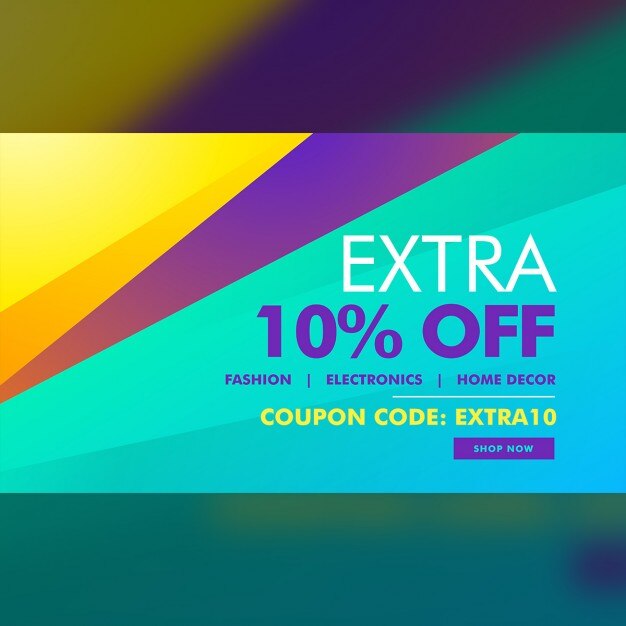 EXTRA
10% OFF
FASHION | ELECTRONICS | HOME DECOR
COUPON CODE: EXTRA10
SHOP NOW